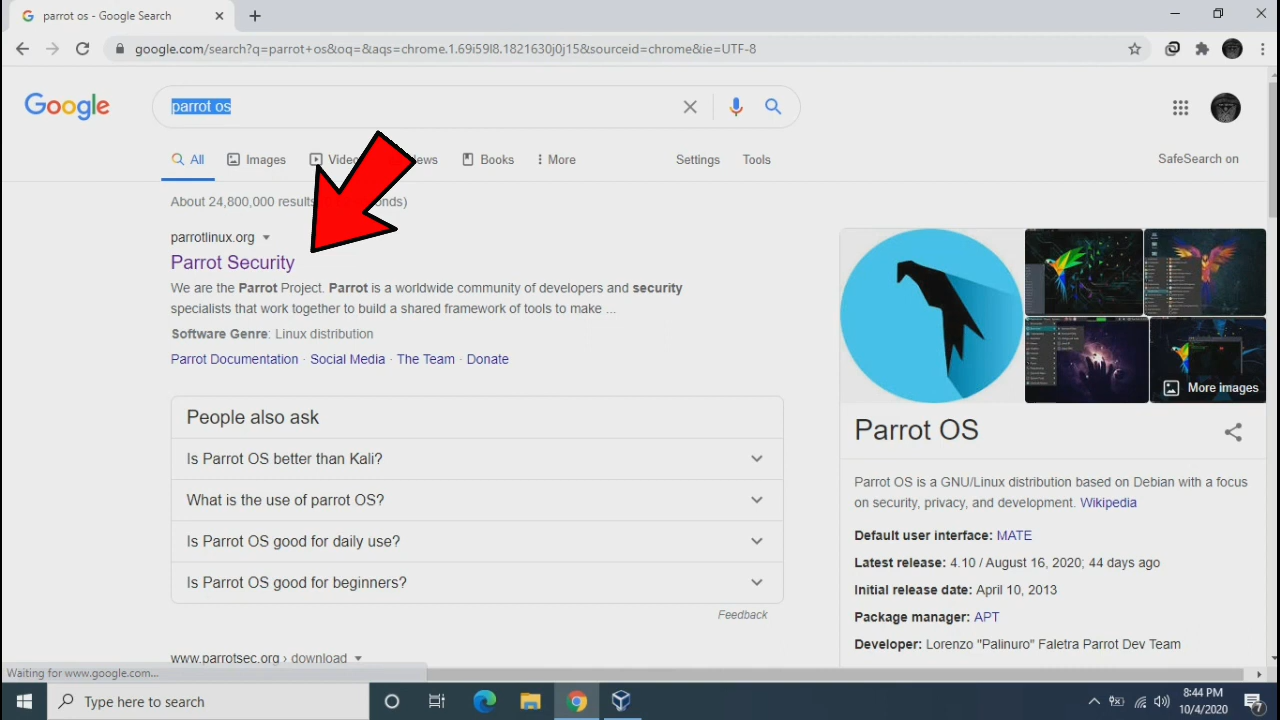 parrot os - Google Search
google.com/search?q=parrot+os&oq=&aqs=chrome.1.69i59l8.1821630j0j15&sourceid=chrome&ie=UTF-8
Google
parrot os
All
Images
Books
More
Settings
Tools
SafeSearch on
About 24,800,000 results
parrotlinux.org
Parrot Security
We are the Parrot Project. Parrot is a worldwide community of developers and security
specialists that work together to build a shared framework of tools to make ...
Software Genre: Linux distribution
Parrot Documentation · Social Media · The Team · Donate
People also ask
Is Parrot OS better than Kali?
What is the use of parrot OS?
Is Parrot OS good for daily use?
Is Parrot OS good for beginners?
Feedback
www.parrotsec.org › download
More images
Parrot OS
Parrot OS is a GNU/Linux distribution based on Debian with a focus
on security, privacy, and development. Wikipedia
Default user interface: MATE
Latest release: 4.10 / August 16, 2020; 44 days ago
Initial release date: April 10, 2013
Package manager: APT
Developer: Lorenzo "Palinuro" Faletra Parrot Dev Team
Waiting for www.google.com...
Type here to search
8:44 PM
10/4/2020
7